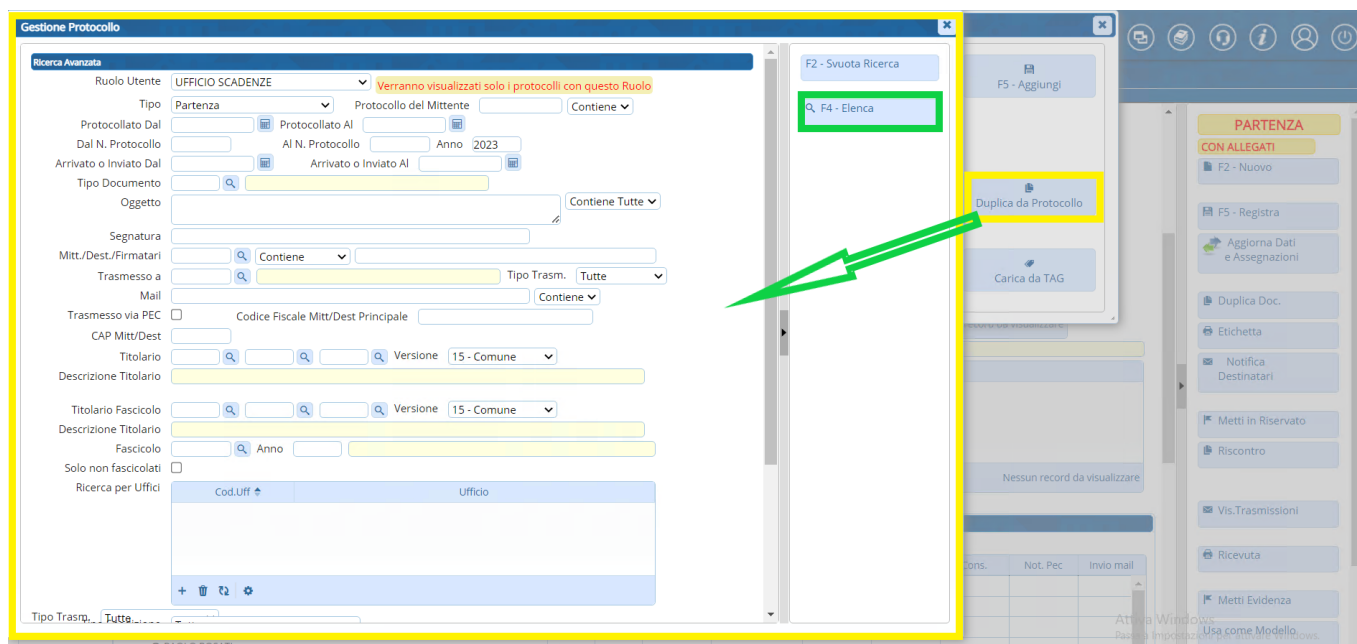 Gestione Protocollo
Ricerca Avanzata
Ruolo Utente UFFICIO SCADENZE Verranno visualizzati solo i protocolli con questo Ruolo
Tipo Partenza Protocollo del Mittente Contiene
Protocollato Dal Protocollato Al
Dal N. Protocollo Al N. Protocollo Anno 2023
Arrivato o Inviato Dal Arrivato o Inviato Al
Tipo Documento
Oggetto Contiene Tutte
Segnatura
Mitt./Dest./Firmatari Contiene
Trasmesso a Tipo Trasm. Tutte
Mail Contiene
Trasmesso via PEC Codice Fiscale Mitt/Dest Principale
CAP Mitt/Dest
Titolario Versione 15 - Comune
Descrizione Titolario
Titolario Fascicolo Versione 15 - Comune
Descrizione Titolario
Fascicolo Anno
Solo non fascicolati
Ricerca per Uffici Cod.Uff Ufficio
Tipo Trasm. Tutte
F2 - Svuota Ricerca
F4 - Elenca
F5 - Aggiungi
Duplica da Protocollo
Carica da TAG
record da visualizzare
Nessun record da visualizzare
Cons. Not. Pec Invio mail
PARTENZA
CON ALLEGATI
F2 - Nuovo
F5 - Registra
Aggiorna Dati
e Assegnazioni
Duplica Doc.
Etichetta
Notifica
Destinatari
Metti in Riservato
Riscontro
Vis.Trasmissioni
Ricevuta
Metti Evidenza
Usa come Modello
Attiva Windows